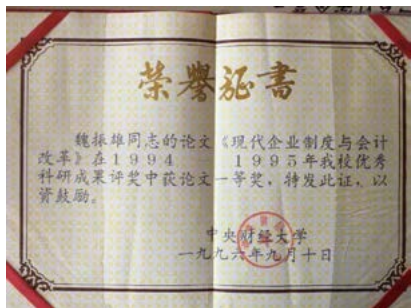 荣誉证书
魏振雄同志的论文《现代企业制度与会计
改革》在1994 1995年我校优秀
科研成果评奖中获论文一等奖，特发此证，以
资鼓励。
中央财经大学
一九九六年九月十日